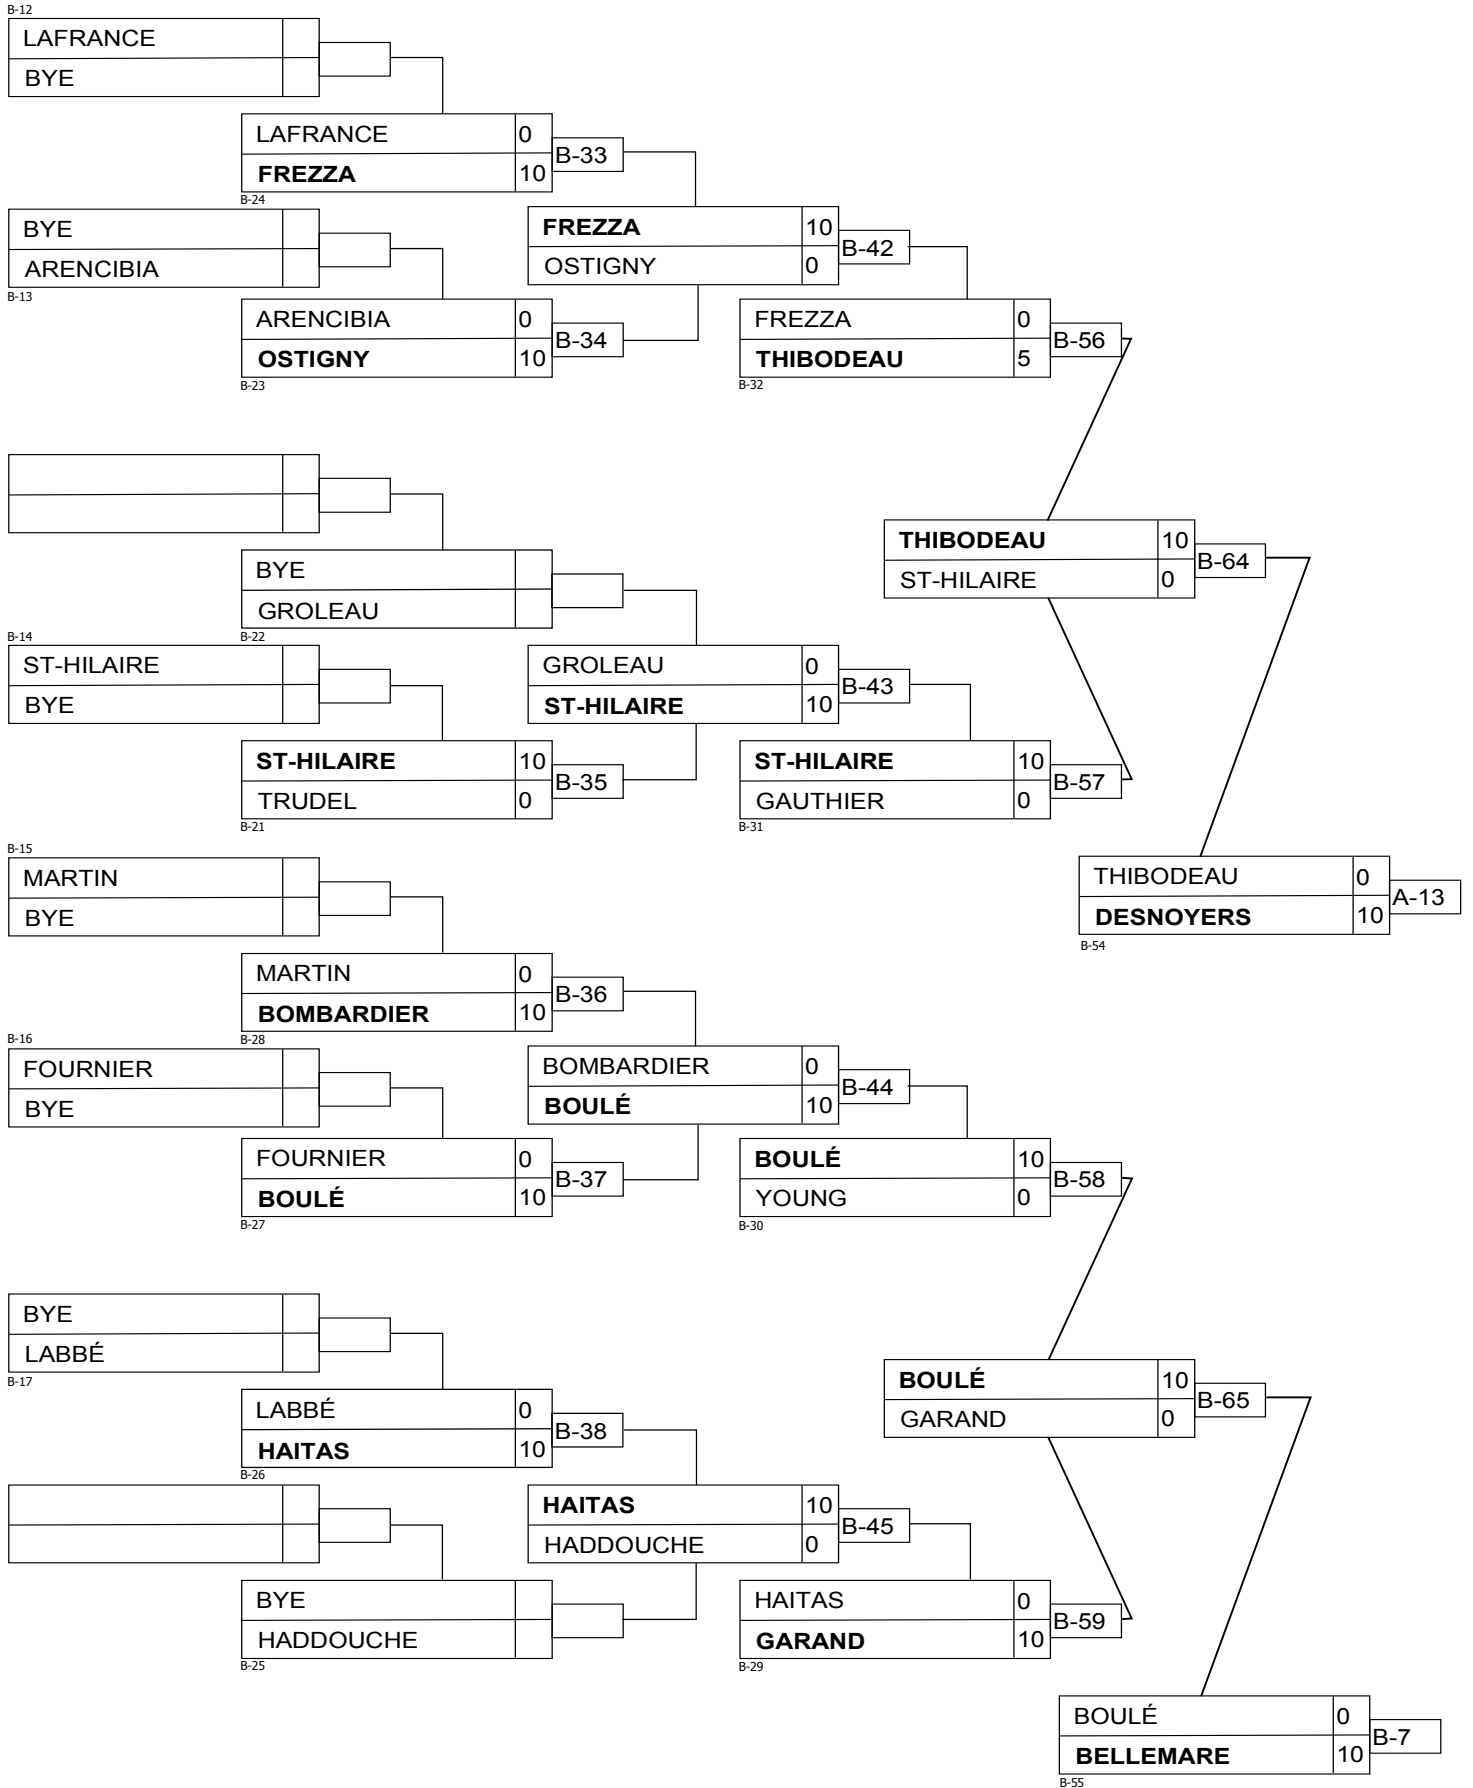 B-12
LAFRANCE
BYE
LAFRANCE 0
B-33
FREZZA 10
B-24
BYE
ARENCIBIA
B-13
FREZZA 10
B-42
OSTIGNY 0
ARENCIBIA 0
B-34
OSTIGNY 10
B-23
FREZZA 0
B-56
THIBODEAU 5
B-32
THIBODEAU 10
B-64
ST-HILAIRE 0
BYE
GROLEAU
B-22
B-14
ST-HILAIRE
BYE
GROLEAU 0
B-43
ST-HILAIRE 10
ST-HILAIRE 10
B-35
TRUDEL 0
B-21
ST-HILAIRE 10
B-57
GAUTHIER 0
B-31
B-15
MARTIN
BYE
THIBODEAU 0
A-13
DESNOYERS 10
B-54
MARTIN 0
B-36
BOMBARDIER 10
B-28
B-16
FOURNIER
BYE
BOMBARDIER 0
B-44
BOULÉ 10
FOURNIER 0
B-37
BOULÉ 10
B-27
BOULÉ 10
B-58
YOUNG 0
B-30
BYE
LABBÉ
B-17
BOULÉ 10
B-65
GARAND 0
LABBÉ 0
B-38
HAITAS 10
B-26
HAITAS 10
B-45
HADDOUCHE 0
BYE
HADDOUCHE
B-25
HAITAS 0
B-59
GARAND 10
B-29
BOULÉ 0
B-7
BELLEMARE 10
B-55